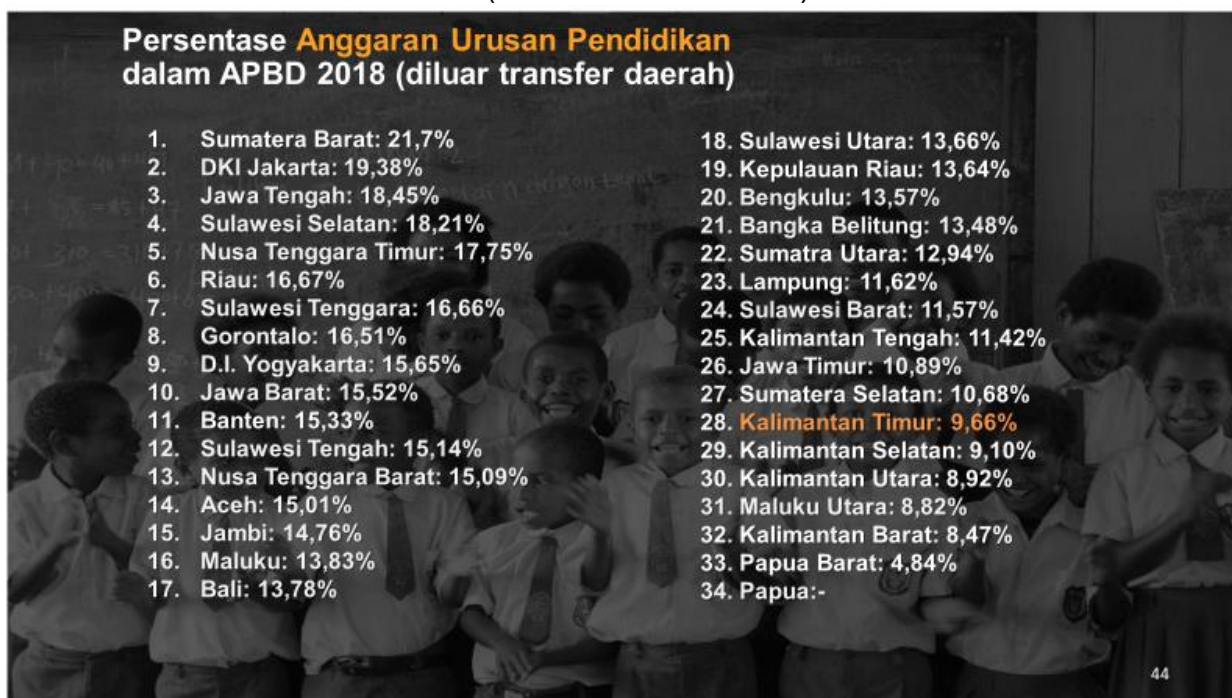 Persentase Anggaran Urusan Pendidikan
dalam APBD 2018 (diluar transfer daerah)
1. Sumatera Barat: 21,7%
2. DKI Jakarta: 19,38%
3. Jawa Tengah: 18,45%
4. Sulawesi Selatan: 18,21%
5. Nusa Tenggara Timur: 17,75%
6. Riau: 16,67%
7. Sulawesi Tenggara: 16,66%
8. Gorontalo: 16,51%
9. D.I. Yogyakarta: 15,65%
10. Jawa Barat: 15,52%
11. Banten: 15,33%
12. Sulawesi Tengah: 15,14%
13. Nusa Tenggara Barat: 15,09%
14. Aceh: 15,01%
15. Jambi: 14,76%
16. Maluku: 13,83%
17. Bali: 13,78%
18. Sulawesi Utara: 13,66%
19. Kepulauan Riau: 13,64%
20. Bengkulu: 13,57%
21. Bangka Belitung: 13,48%
22. Sumatra Utara: 12,94%
23. Lampung: 11,62%
24. Sulawesi Barat: 11,57%
25. Kalimantan Tengah: 11,42%
26. Jawa Timur: 10,89%
27. Sumatera Selatan: 10,68%
28. Kalimantan Timur: 9,66%
29. Kalimantan Selatan: 9,10%
30. Kalimantan Utara: 8,92%
31. Maluku Utara: 8,82%
32. Kalimantan Barat: 8,47%
33. Papua Barat: 4,84%
34. Papua:-
44